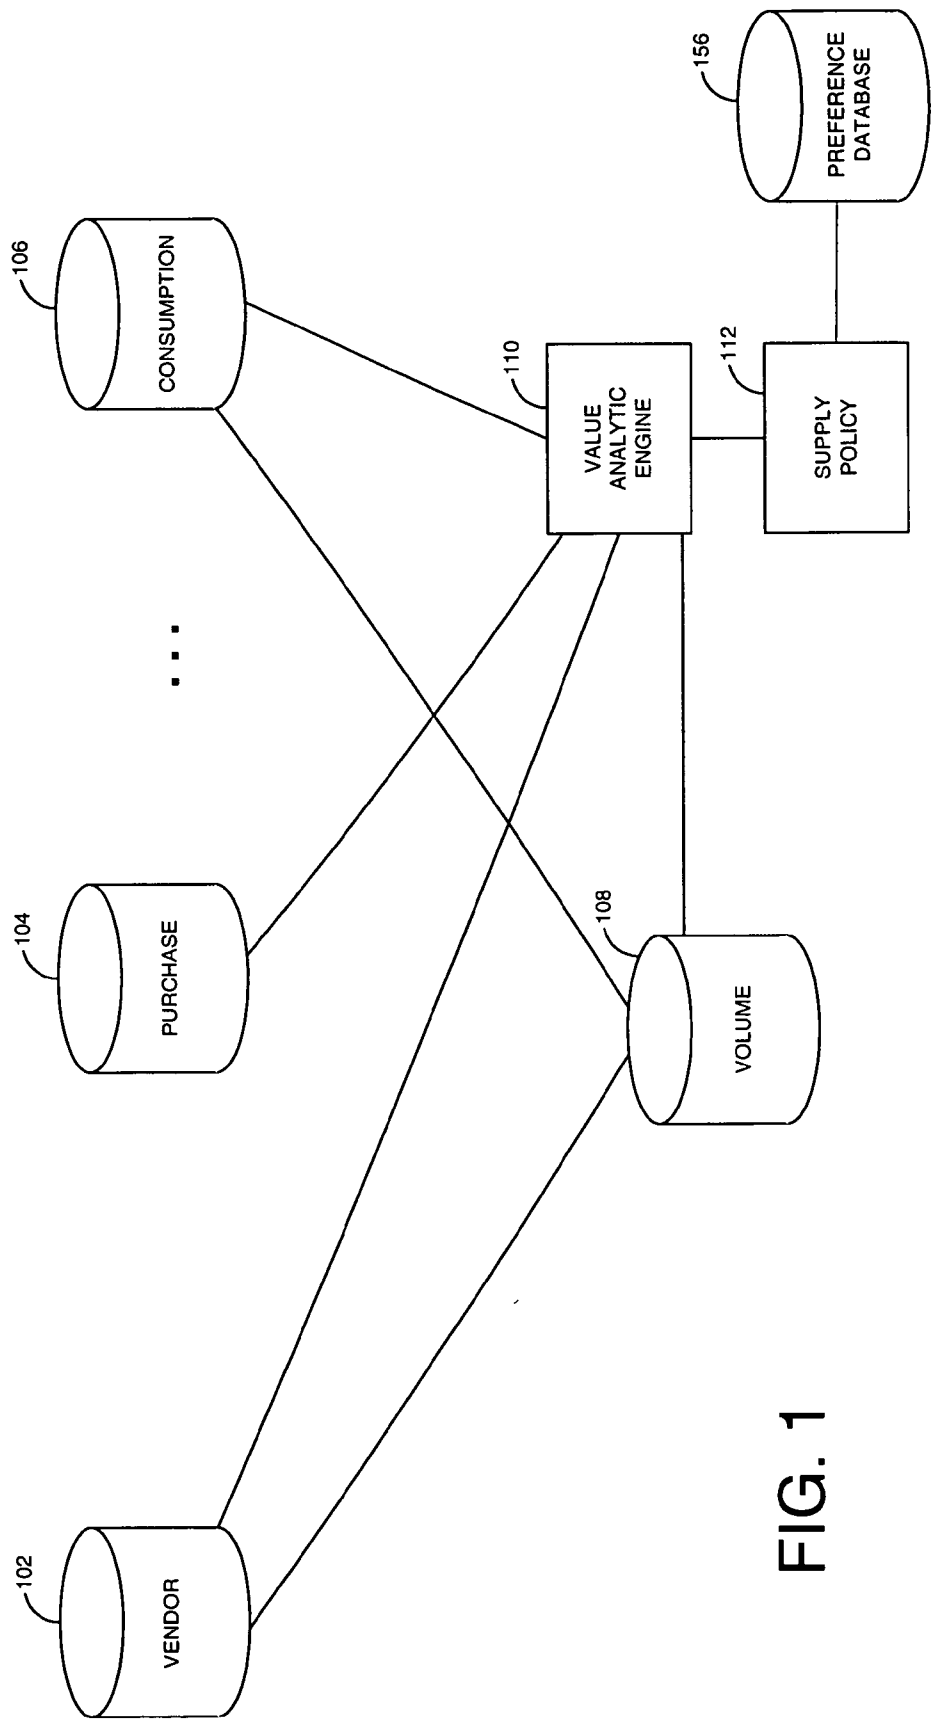 102
VENDOR
104
PURCHASE
. . .
106
CONSUMPTION
108
VOLUME
110
VALUE
ANALYTIC
ENGINE
112
SUPPLY
POLICY
156
PREFERENCE
DATABASE
FIG. 1